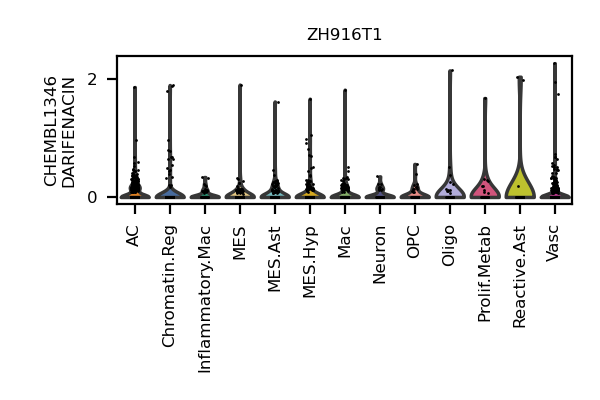 ZH916T1
CHEMBL1346
DARIFENACIN
2
0
AC
Chromatin.Reg
Inflammatory.Mac
MES
MES.Ast
MES.Hyp
Mac
Neuron
OPC
Oligo
Prolif.Metab
Reactive.Ast
Vasc